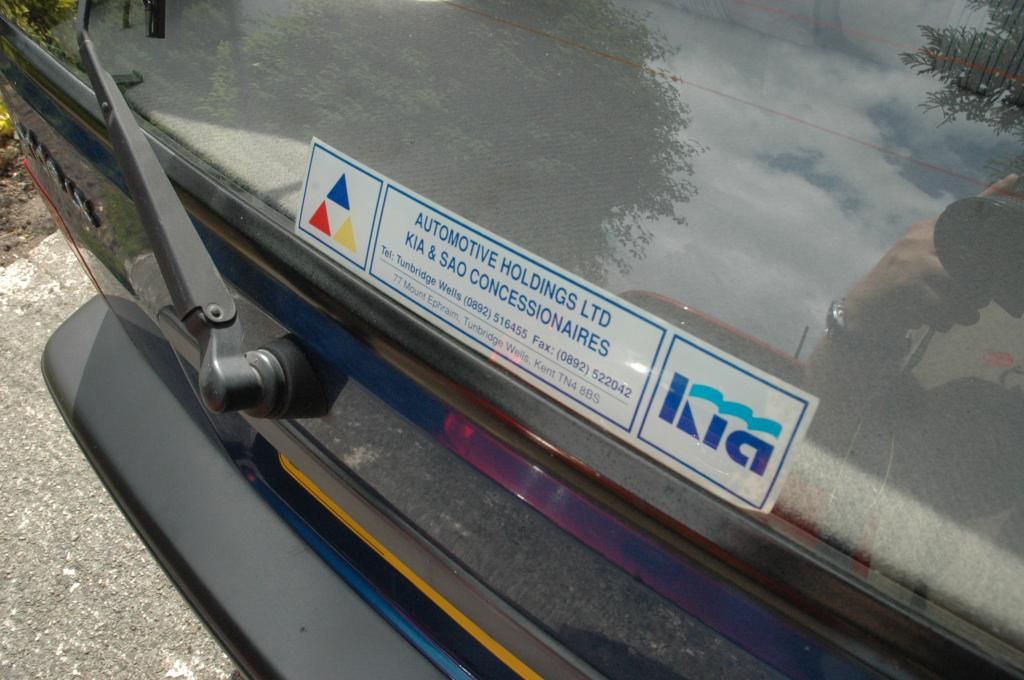 AUTOMOTIVE HOLDINGS LTD
KIA & SAO CONCESSIONAIRES
Tel: Tunbridge Wells (0892) 516455 Fax: (0892) 522042
77 Mount Ephraim, Tunbridge Wells, Kent TN4 8BS
KIA